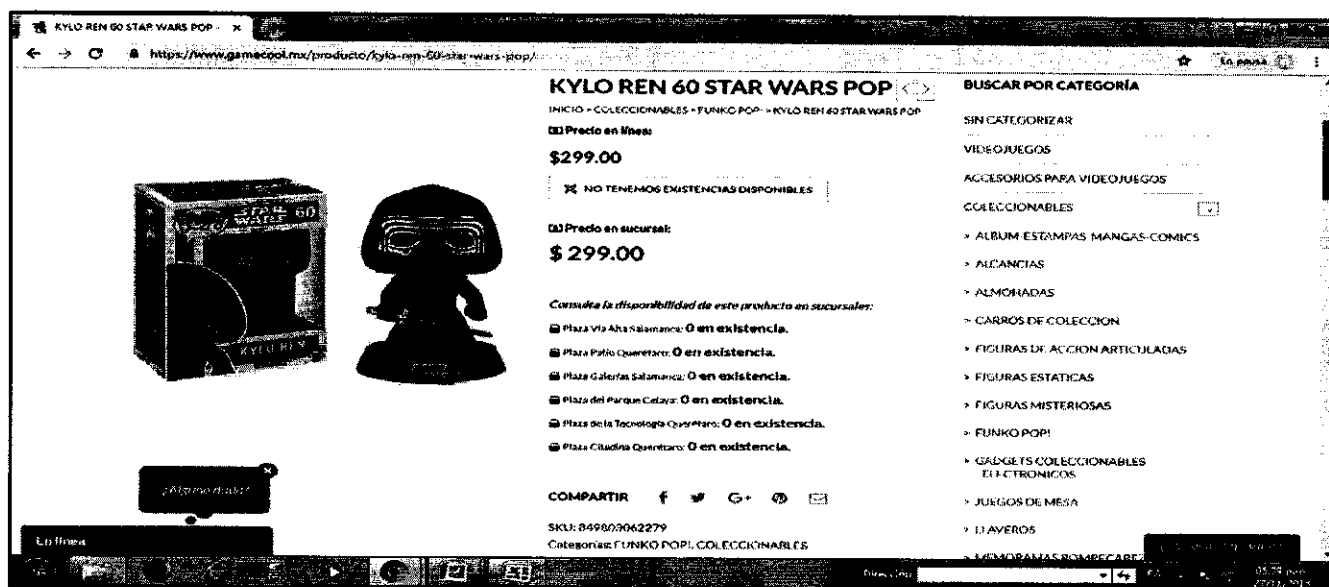 KYLO REN 60 STAR WARS POP -
https://www.gamecool.mx/producto/kylo-ren-60-star-wars-pop/
En pausa
KYLO REN 60 STAR WARS POP
INICIO » COLECCIONABLES » FUNKO POP! » KYLO REN 60 STAR WARS POP
Precio en línea:
$299.00
NO TENEMOS EXISTENCIAS DISPONIBLES
Precio en sucursal:
$ 299.00
Consulta la disponibilidad de este producto en sucursales:
Plaza Vía Alta Salamanca: 0 en existencia.
Plaza Patio Querétaro: 0 en existencia.
Plaza Galerías Salamanca: 0 en existencia.
Plaza del Parque Celaya: 0 en existencia.
Plaza de la Tecnología Querétaro: 0 en existencia.
Plaza Citadina Querétaro: 0 en existencia.
COMPARTIR
SKU: 849803062279
Categorías: FUNKO POP!, COLECCIONABLES
BUSCAR POR CATEGORÍA
SIN CATEGORIZAR
VIDEOJUEGOS
ACCESORIOS PARA VIDEOJUEGOS
COLECCIONABLES
» ALBUM-ESTAMPAS-MANGAS-COMICS
» ALCANCIAS
» ALMOHADAS
» CARROS DE COLECCION
» FIGURAS DE ACCION ARTICULADAS
» FIGURAS ESTATICAS
» FIGURAS MISTERIOSAS
» FUNKO POP!
» GADGETS COLECCIONABLES
ELECTRONICOS
» JUEGOS DE MESA
» LLAVEROS
STAR
WARS
60
KYLO REN
¿Alguna duda?
En línea
Dirección